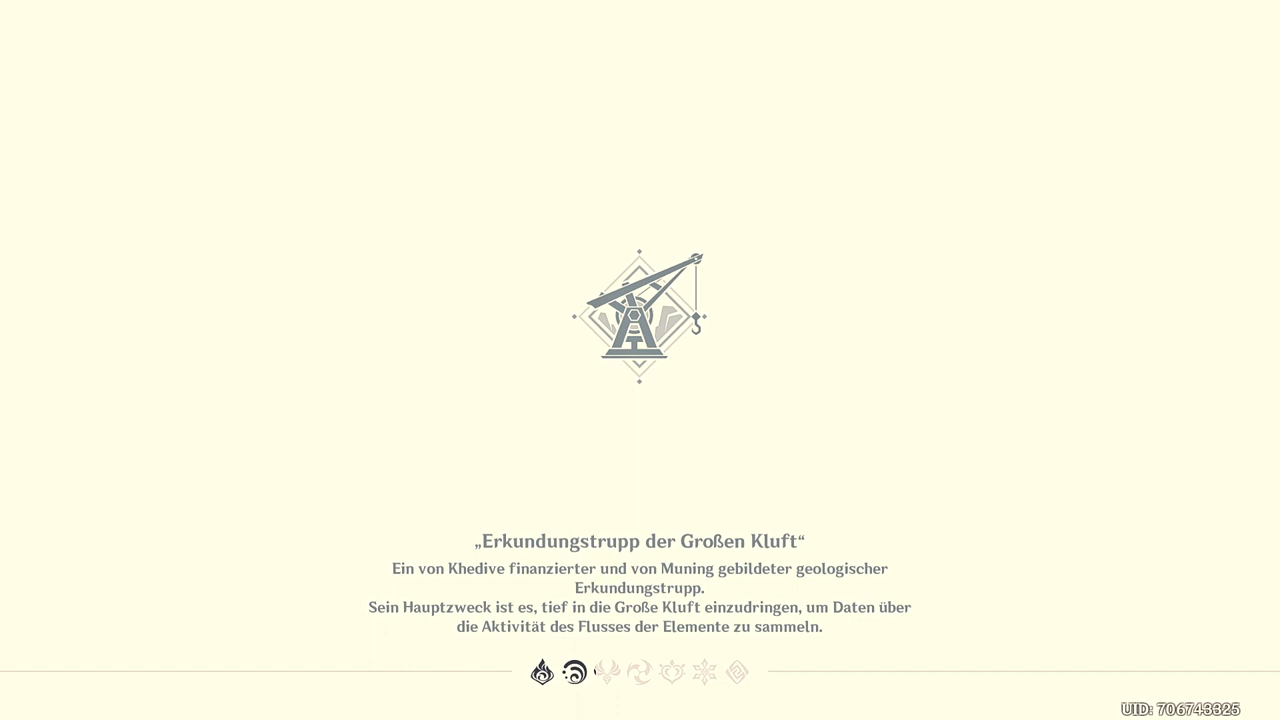 „Erkundungstrupp der Großen Kluft“
Ein von Khedive finanzierter und von Muning gebildeter geologischer
Erkundungstrupp.
Sein Hauptzweck ist es, tief in die Große Kluft einzudringen, um Daten über
die Aktivität des Flusses der Elemente zu sammeln.
UID: 706743325